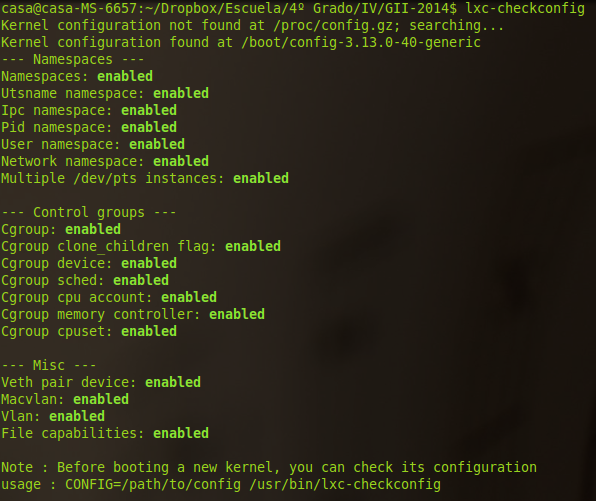 casa@casa-MS-6657:~/Dropbox/Escuela/4º Grado/IV/GII-2014$ lxc-checkconfig
Kernel configuration not found at /proc/config.gz; searching...
Kernel configuration found at /boot/config-3.13.0-40-generic
--- Namespaces ---
Namespaces: enabled
Utsname namespace: enabled
Ipc namespace: enabled
Pid namespace: enabled
User namespace: enabled
Network namespace: enabled
Multiple /dev/pts instances: enabled

--- Control groups ---
Cgroup: enabled
Cgroup clone_children flag: enabled
Cgroup device: enabled
Cgroup sched: enabled
Cgroup cpu account: enabled
Cgroup memory controller: enabled
Cgroup cpuset: enabled

--- Misc ---
Veth pair device: enabled
Macvlan: enabled
Vlan: enabled
File capabilities: enabled

Note : Before booting a new kernel, you can check its configuration
usage : CONFIG=/path/to/config /usr/bin/lxc-checkconfig